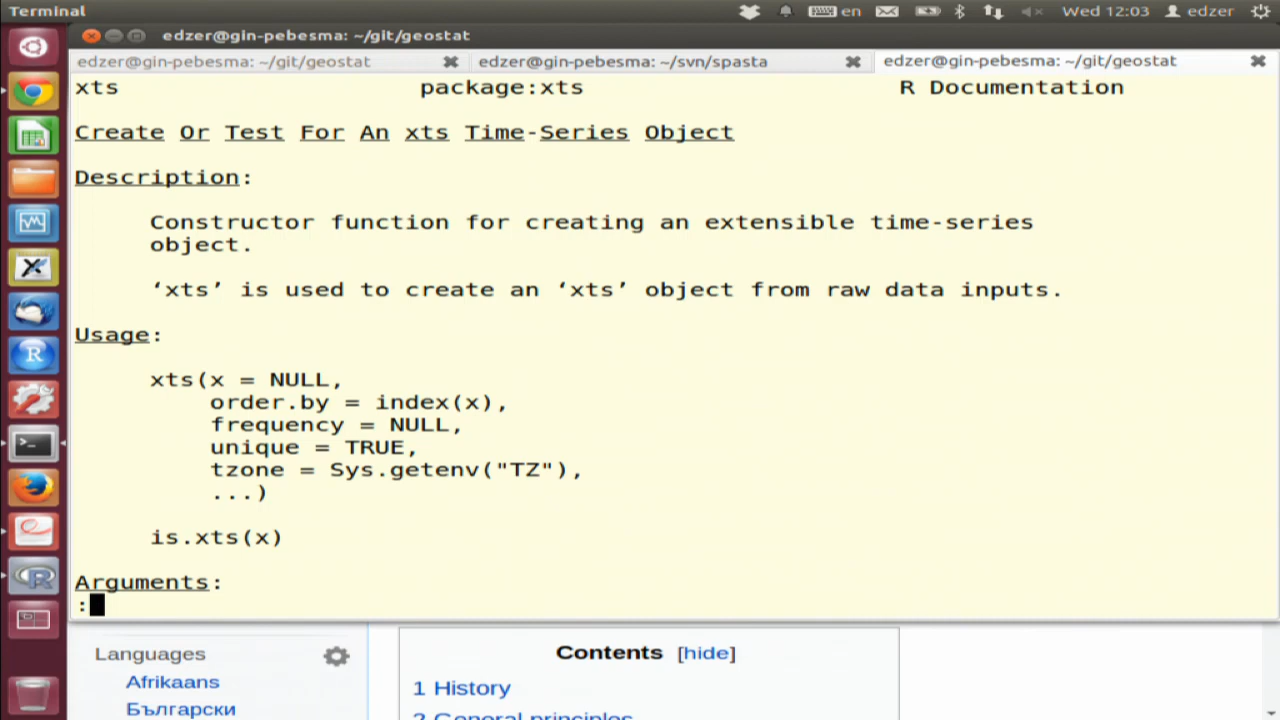 Terminal
en
Wed 12:03
edzer
edzer@gin-pebesma: ~/git/geostat
edzer@gin-pebesma: ~/git/geostat
edzer@gin-pebesma: ~/svn/spasta
edzer@gin-pebesma: ~/git/geostat
xts package:xts R Documentation
Create Or Test For An xts Time-Series Object
Description:
Constructor function for creating an extensible time-series
object.
‘xts’ is used to create an ‘xts’ object from raw data inputs.
Usage:
xts(x = NULL,
order.by = index(x),
frequency = NULL,
unique = TRUE,
tzone = Sys.getenv("TZ"),
...)
is.xts(x)
Arguments:
:
Languages
Afrikaans
Български
Contents [hide]
1 History
2 General principles